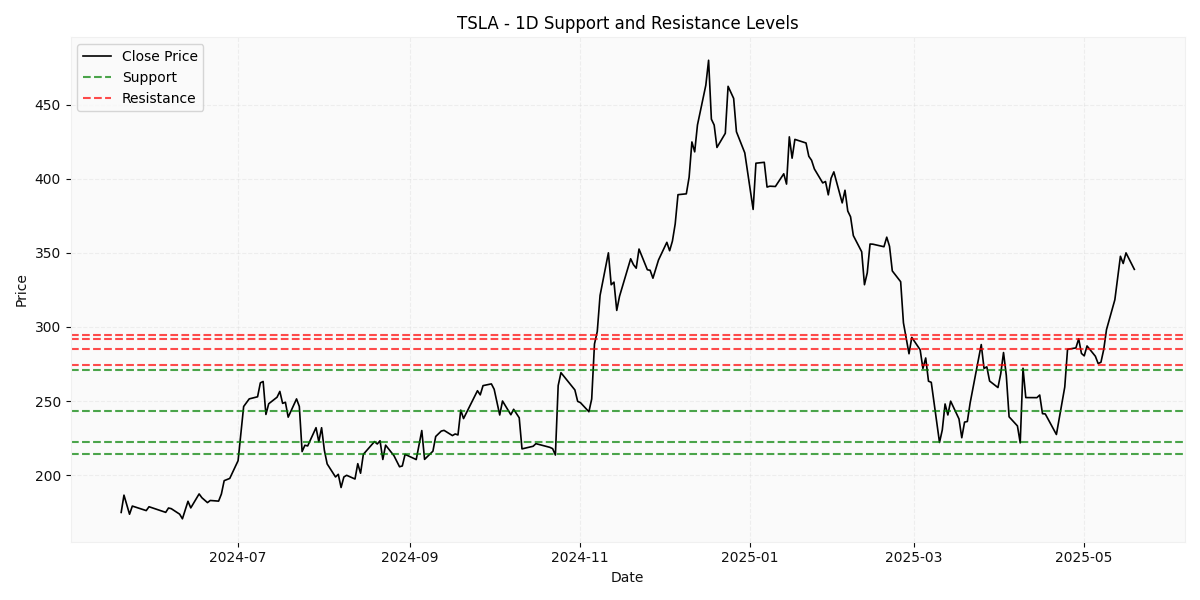 TSLA - 1D Support and Resistance Levels
Close Price
Support
Resistance
450
400
350
300
250
200
Price
2024-07
2024-09
2024-11
2025-01
2025-03
2025-05
Date